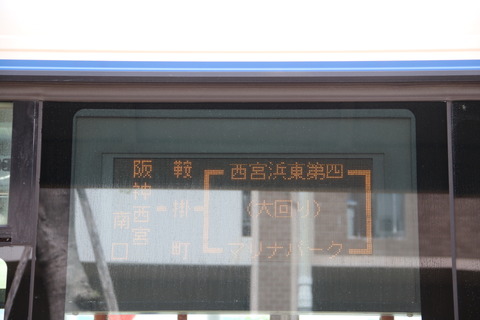 阪神西宮南口
鞍掛町
西宮浜東第四
(大回り)
マリナパーク